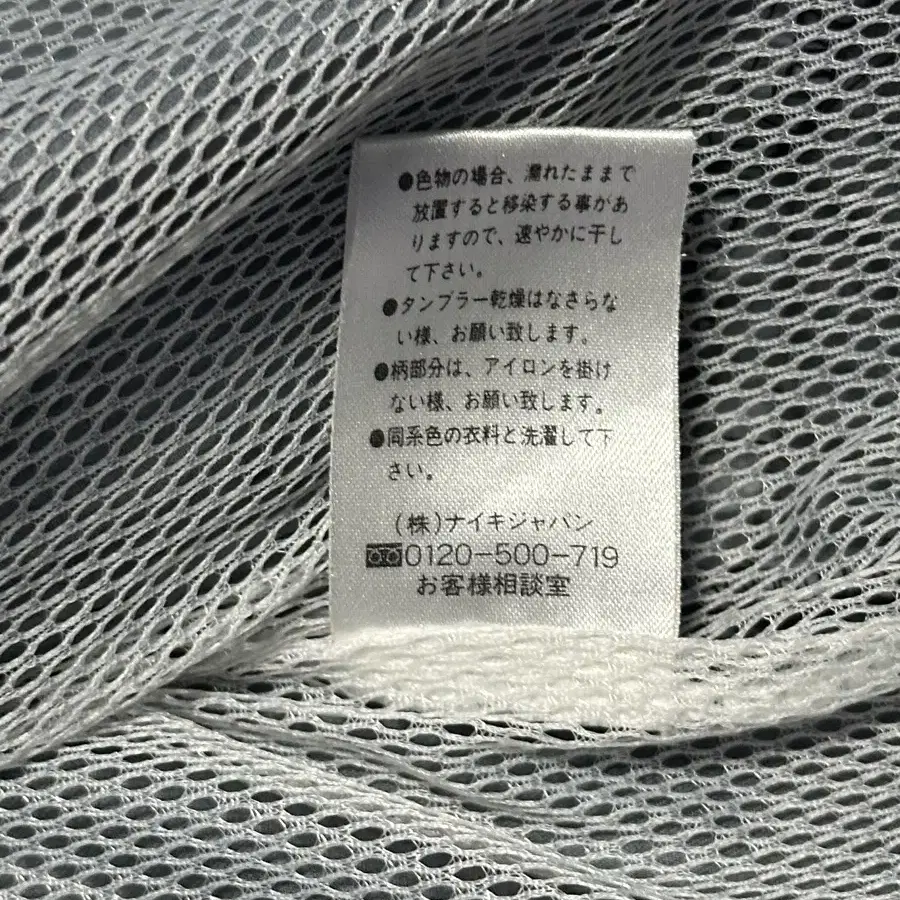 ●色物の場合、濡れたままで
放置すると移染する事があ
りますので、速やかに干し
て下さい。
●タンブラー乾燥はなさらな
い様、お願い致します。
●柄部分は、アイロンを掛け
ない様、お願い致します。
●同系色の衣料と洗濯して下
さい。
(株)ナイキジャパン
0120-500-719
お客様相談室